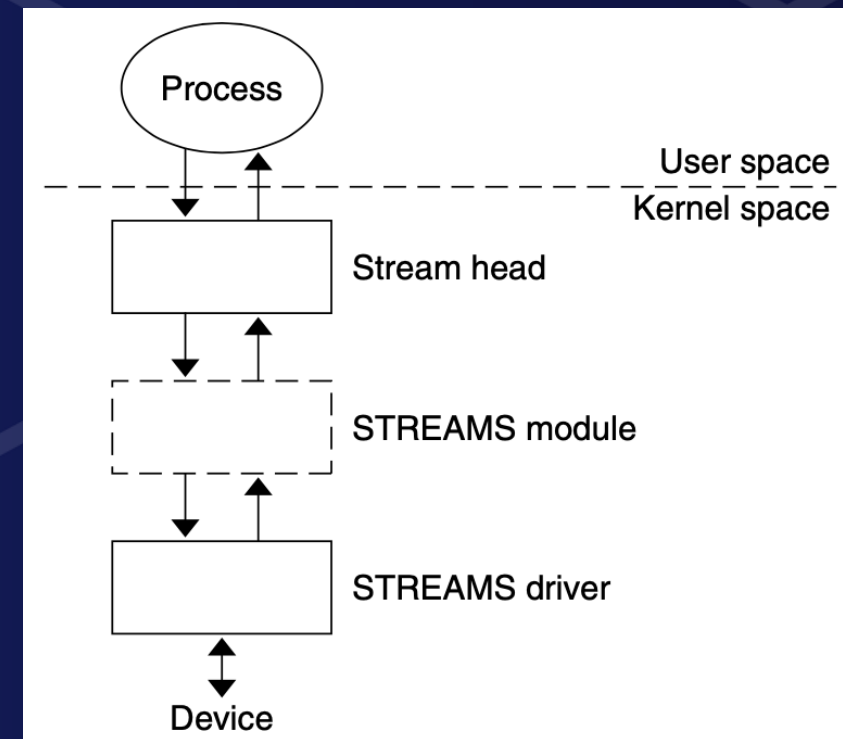 Process
User space
Kernel space
Stream head
STREAMS module
STREAMS driver
Device